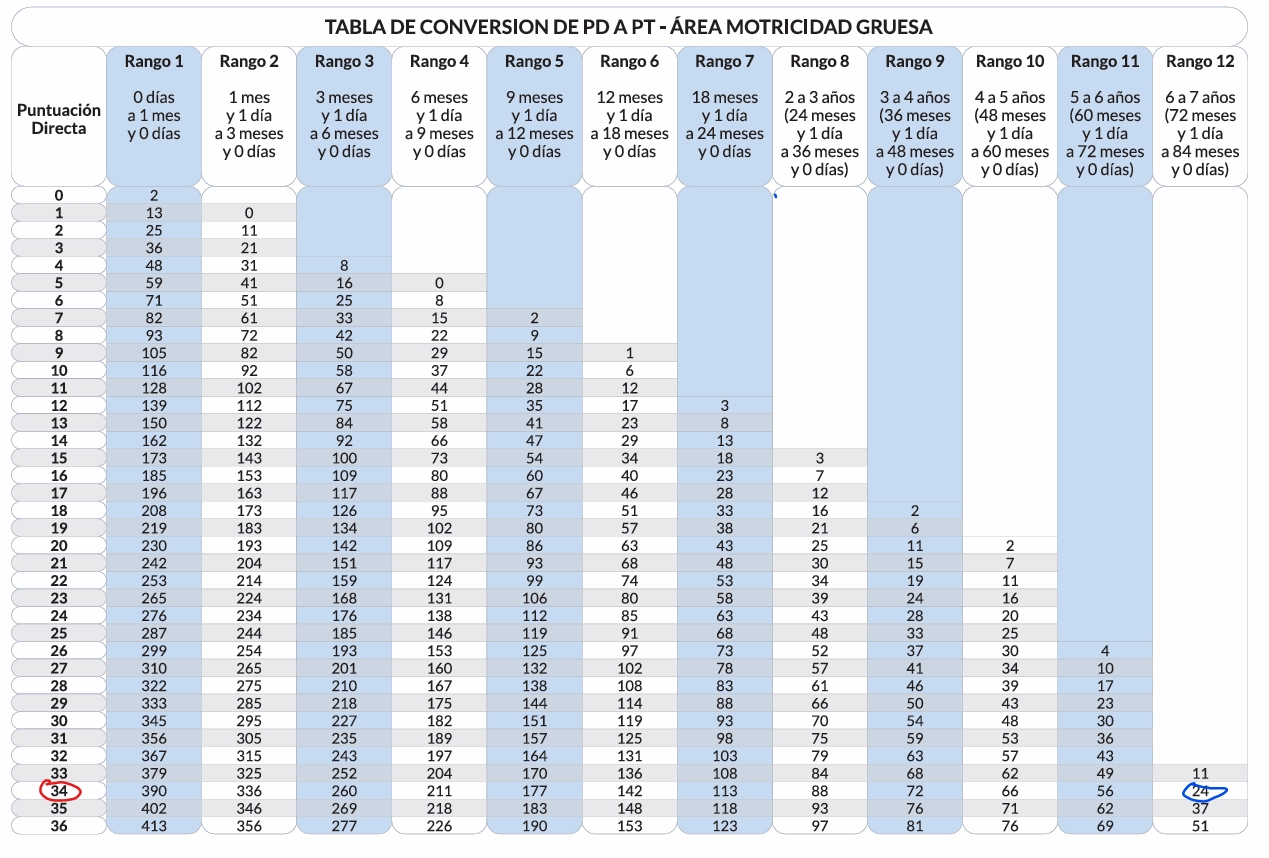 TABLA DE CONVERSION DE PD A PT - ÁREA MOTRICIDAD GRUESA
Puntuación Directa
Rango 1 0 días a 1 mes y 0 días
Rango 2 1 mes y 1 día a 3 meses y 0 días
Rango 3 3 meses y 1 día a 6 meses y 0 días
Rango 4 6 meses y 1 día a 9 meses y 0 días
Rango 5 9 meses y 1 día a 12 meses y 0 días
Rango 6 12 meses y 1 día a 18 meses y 0 días
Rango 7 18 meses y 1 día a 24 meses y 0 días
Rango 8 2 a 3 años (24 meses y 1 día a 36 meses y 0 días)
Rango 9 3 a 4 años (36 meses y 1 día a 48 meses y 0 días)
Rango 10 4 a 5 años (48 meses y 1 día a 60 meses y 0 días)
Rango 11 5 a 6 años (60 meses y 1 día a 72 meses y 0 días)
Rango 12 6 a 7 años (72 meses y 1 día a 84 meses y 0 días)
0 2
1 13 0
2 25 11
3 36 21
4 48 31 8
5 59 41 16 0
6 71 51 25 8
7 82 61 33 15 2
8 93 72 42 22 9
9 105 82 50 29 15 1
10 116 92 58 37 22 6
11 128 102 67 44 28 12
12 139 112 75 51 35 17 3
13 150 122 84 58 41 23 8
14 162 132 92 66 47 29 13
15 173 143 100 73 54 34 18 3
16 185 153 109 80 60 40 23 7
17 196 163 117 88 67 46 28 12
18 208 173 126 95 73 51 33 16 2
19 219 183 134 102 80 57 38 21 6
20 230 193 142 109 86 63 43 25 11 2
21 242 204 151 117 93 68 48 30 15 7
22 253 214 159 124 99 74 53 34 19 11
23 265 224 168 131 106 80 58 39 24 16
24 276 234 176 138 112 85 63 43 28 20
25 287 244 185 146 119 91 68 48 33 25
26 299 254 193 153 125 97 73 52 37 30 4
27 310 265 201 160 132 102 78 57 41 34 10
28 322 275 210 167 138 108 83 61 46 39 17
29 333 285 218 175 144 114 88 66 50 43 23
30 345 295 227 182 151 119 93 70 54 48 30
31 356 305 235 189 157 125 98 75 59 53 36
32 367 315 243 197 164 131 103 79 63 57 43
33 379 325 252 204 170 136 108 84 68 62 49 11
34 390 336 260 211 177 142 113 88 72 66 56 24
35 402 346 269 218 183 148 118 93 76 71 62 37
36 413 356 277 226 190 153 123 97 81 76 69 51